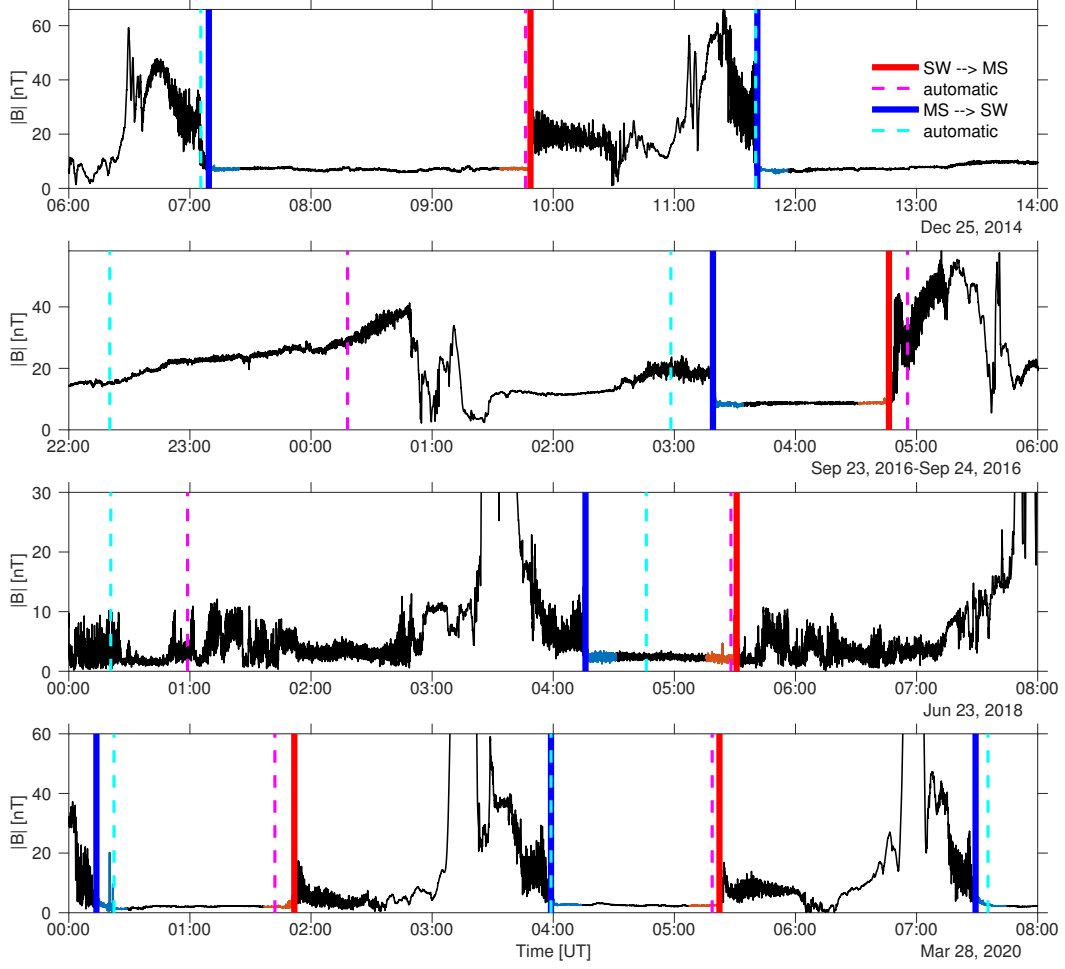 60
40
20
0
|B| [nT]
SW --> MS
automatic
MS --> SW
automatic
06:00 07:00 08:00 09:00 10:00 11:00 12:00 13:00 14:00
Dec 25, 2014
40
20
0
|B| [nT]
22:00 23:00 00:00 01:00 02:00 03:00 04:00 05:00 06:00
Sep 23, 2016-Sep 24, 2016
30
20
10
0
|B| [nT]
00:00 01:00 02:00 03:00 04:00 05:00 06:00 07:00 08:00
Jun 23, 2018
60
40
20
0
|B| [nT]
00:00 01:00 02:00 03:00 04:00 05:00 06:00 07:00 08:00
Time [UT]
Mar 28, 2020